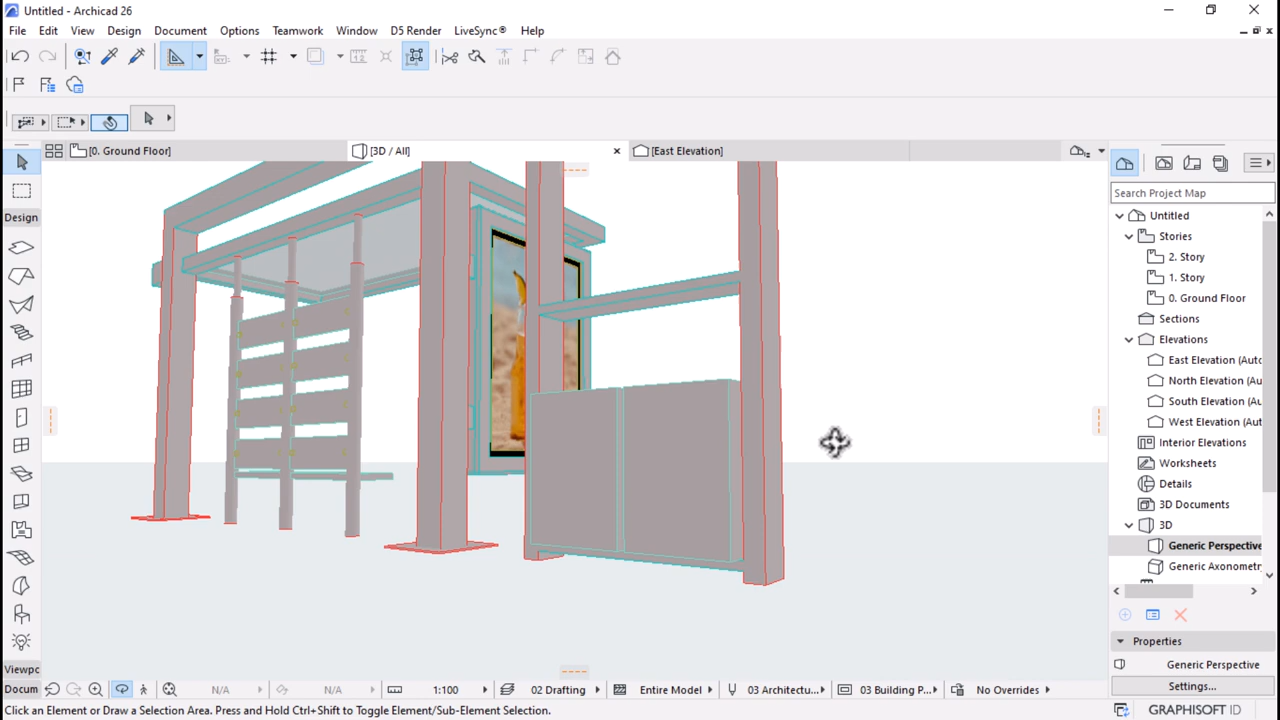 Untitled - Archicad 26
File Edit View Design Document Options Teamwork Window D5 Render LiveSync® Help
[0. Ground Floor] [3D / All] [East Elevation]
Search Project Map
Design
Untitled
Stories
2. Story
1. Story
0. Ground Floor
Sections
Elevations
East Elevation (Auto
North Elevation (Au
South Elevation (Au
West Elevation (Aut
Interior Elevations
Worksheets
Details
3D Documents
3D
Generic Perspective
Generic Axonometr
Properties
Generic Perspective
Settings...
Viewpc
Docum
N/A N/A 1:100 02 Drafting Entire Model 03 Architectu... 03 Building P... No Overrides
Click an Element or Draw a Selection Area. Press and Hold Ctrl+Shift to Toggle Element/Sub-Element Selection.
GRAPHISOFT ID